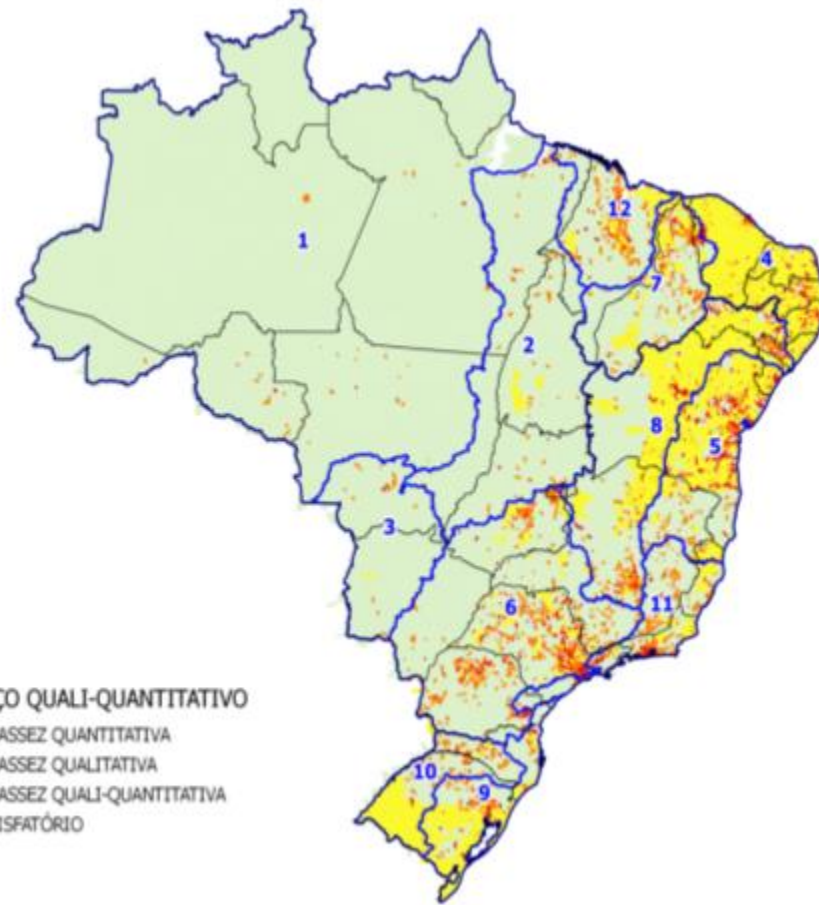 1
12
4
7
2
8
5
3
6
11
ÇO QUALI-QUANTITATIVO
ASSEZ QUANTITATIVA
ASSEZ QUALITATIVA
ASSEZ QUALI-QUANTITATIVA
ISFATÓRIO
10
9